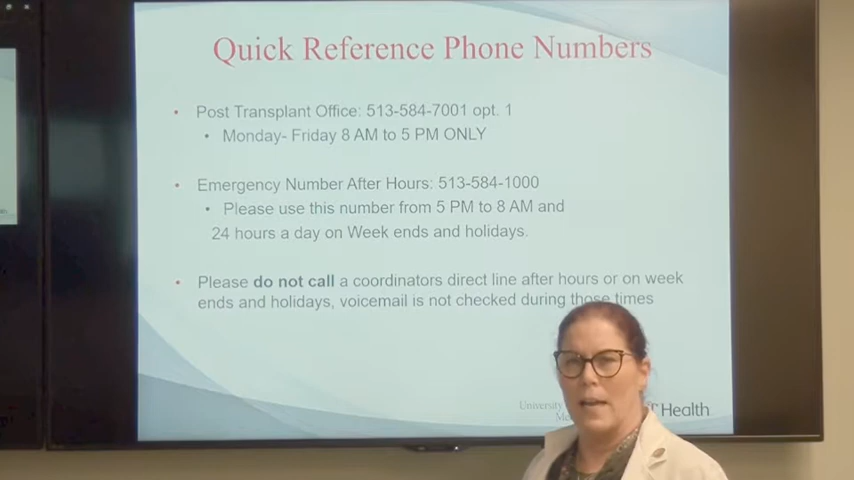 Quick Reference Phone Numbers
• Post Transplant Office: 513-584-7001 opt. 1
• Monday- Friday 8 AM to 5 PM ONLY
• Emergency Number After Hours: 513-584-1000
• Please use this number from 5 PM to 8 AM and
24 hours a day on Week ends and holidays.
• Please do not call a coordinators direct line after hours or on week
ends and holidays, voicemail is not checked during those times
University
Health